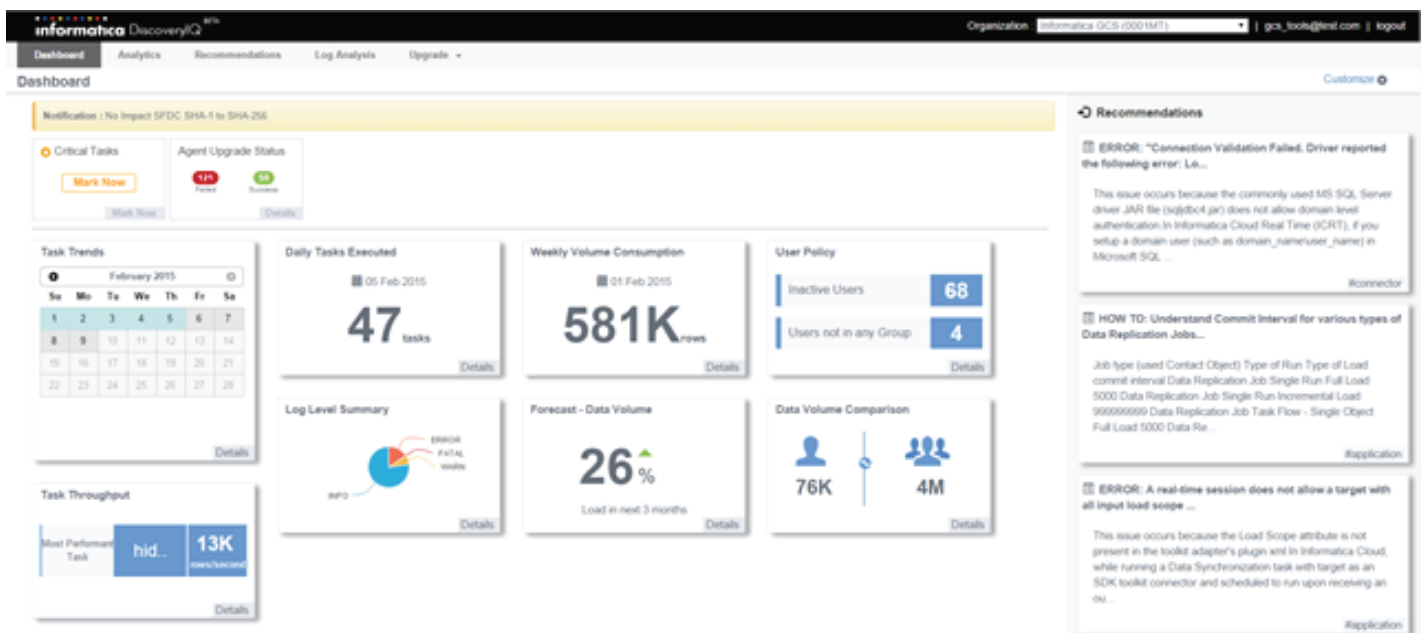 informatica DiscoveryIQ BETA
Organization : Informatica GCS (0001MT) | gcs_tools@test.com | logout
Dashboard Analytics Recommendations Log Analysis Upgrade
Dashboard
Customize
Notification : No Impact SFDC SHA-1 to SHA-256
Critical Tasks
Mark Now
Mark Now
Agent Upgrade Status
121 59
Failed Success
Details
Task Trends
February 2015
Su Mo Tu We Th Fr Sa
1 2 3 4 5 6 7
8 9 10 11 12 13 14
15 16 17 18 19 20 21
22 23 24 25 26 27 28
Details
Daily Tasks Executed
05 Feb 2015
47 tasks
Details
Weekly Volume Consumption
01 Feb 2015
581K rows
Details
User Policy
Inactive Users 68
Users not in any Group 4
Details
Log Level Summary
ERROR
FATAL
WARN
INFO
Details
Forecast - Data Volume
26 %
Load in next 3 months
Details
Data Volume Comparison
76K 4M
Details
Task Throughput
Most Performant
Task
hid..
13K
rows/second
Details
Recommendations
ERROR: "Connection Validation Failed. Driver reported
the following error: Lo...
This issue occurs because the commonly used MS SQL Server
driver JAR file (sqljdbc4.jar) does not allow domain level
authentication.In Informatica Cloud Real Time (ICRT), if you
setup a domain user (such as domain_name\user_name) in
Microsoft SQL ...
#connector
HOW TO: Understand Commit Interval for various types of
Data Replication Jobs...
Job type (used Contact Object) Type of Run Type of Load
commit interval Data Replication Job Single Run Full Load
5000 Data Replication Job Single Run Incremental Load
999999999 Data Replication Job Task Flow - Single Object
Full Load 5000 Data Re...
#application
ERROR: A real-time session does not allow a target with
all input load scope ...
This issue occurs because the Load Scope attribute is not
present in the toolkit adapter's plugin xml.In Informatica Cloud,
while running a Data Synchronization task with target as an
SDK toolkit connector and scheduled to run upon receiving an
ou...
#application